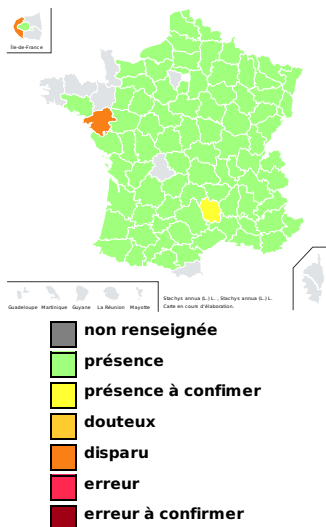 Île-de-France
Guadeloupe Martinique Guyane La Réunion Mayotte
Stachys annua (L.) L. , Stachys annua (L.) L.
Carte en cours d'élaboration.
non renseignée
présence
présence à confimer
douteux
disparu
erreur
erreur à confirmer